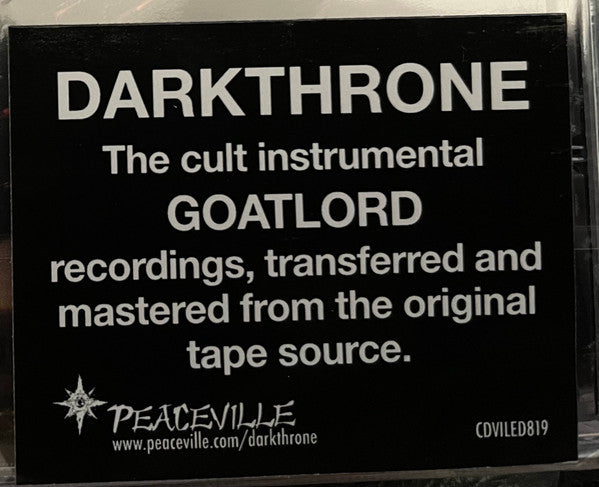 DARKTHRONE
The cult instrumental
GOATLORD
recordings, transferred and
mastered from the original
tape source.
PEACEVILLE
www.peaceville.com/darkthrone
CDVILED819